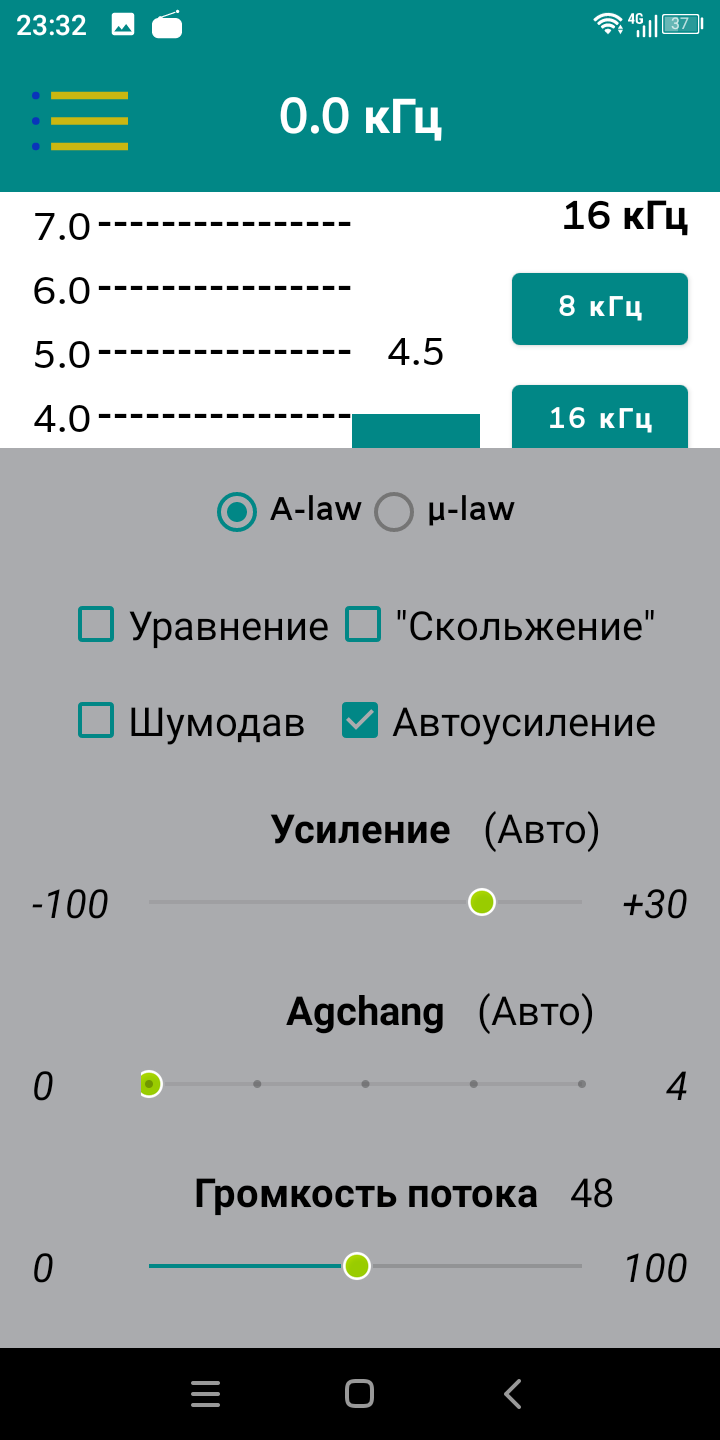 23:32 4G 37
0.0 кГц
7.0 ---------------- 16 кГц
6.0 ---------------- 8 кГц
5.0 ---------------- 4.5
4.0 ---------------- 16 кГц
A-law µ-law
Уравнение "Скольжение"
Шумодав Автоусиление
Усиление (Авто)
-100 +30
Agchang (Авто)
0 4
Громкость потока 48
0 100